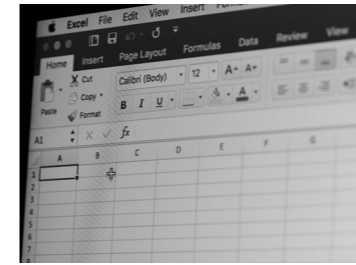 Excel File Edit View Insert
Home Insert Page Layout Formulas Data Review View
Cut
Calibri (Body) 12 A A
Copy
Paste
B I U A
Format
A1 fx
A B C D E F G
1
2
3
4
5
6
7
8